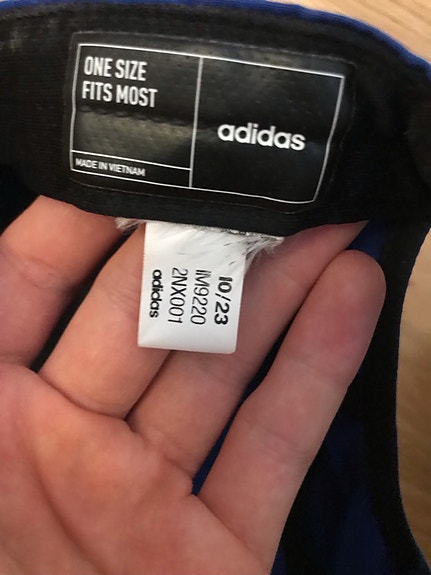 ONE SIZE
FITS MOST
adidas
MADE IN VIETNAM
10/23
IM9220
2NX001
adidas